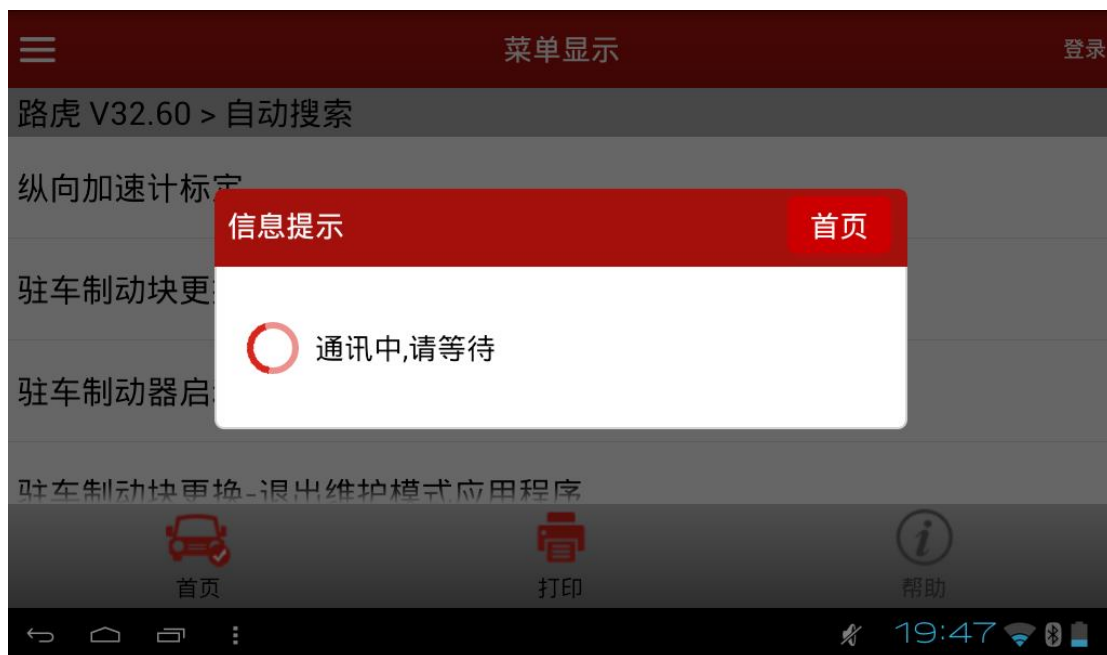 菜单显示
登录
路虎 V32.60 > 自动搜索
纵向加速计标定
信息提示
首页
驻车制动块更
通讯中,请等待
驻车制动器启
驻车制动块更换-退出维护模式应用程序
首页
打印
帮助
19:47